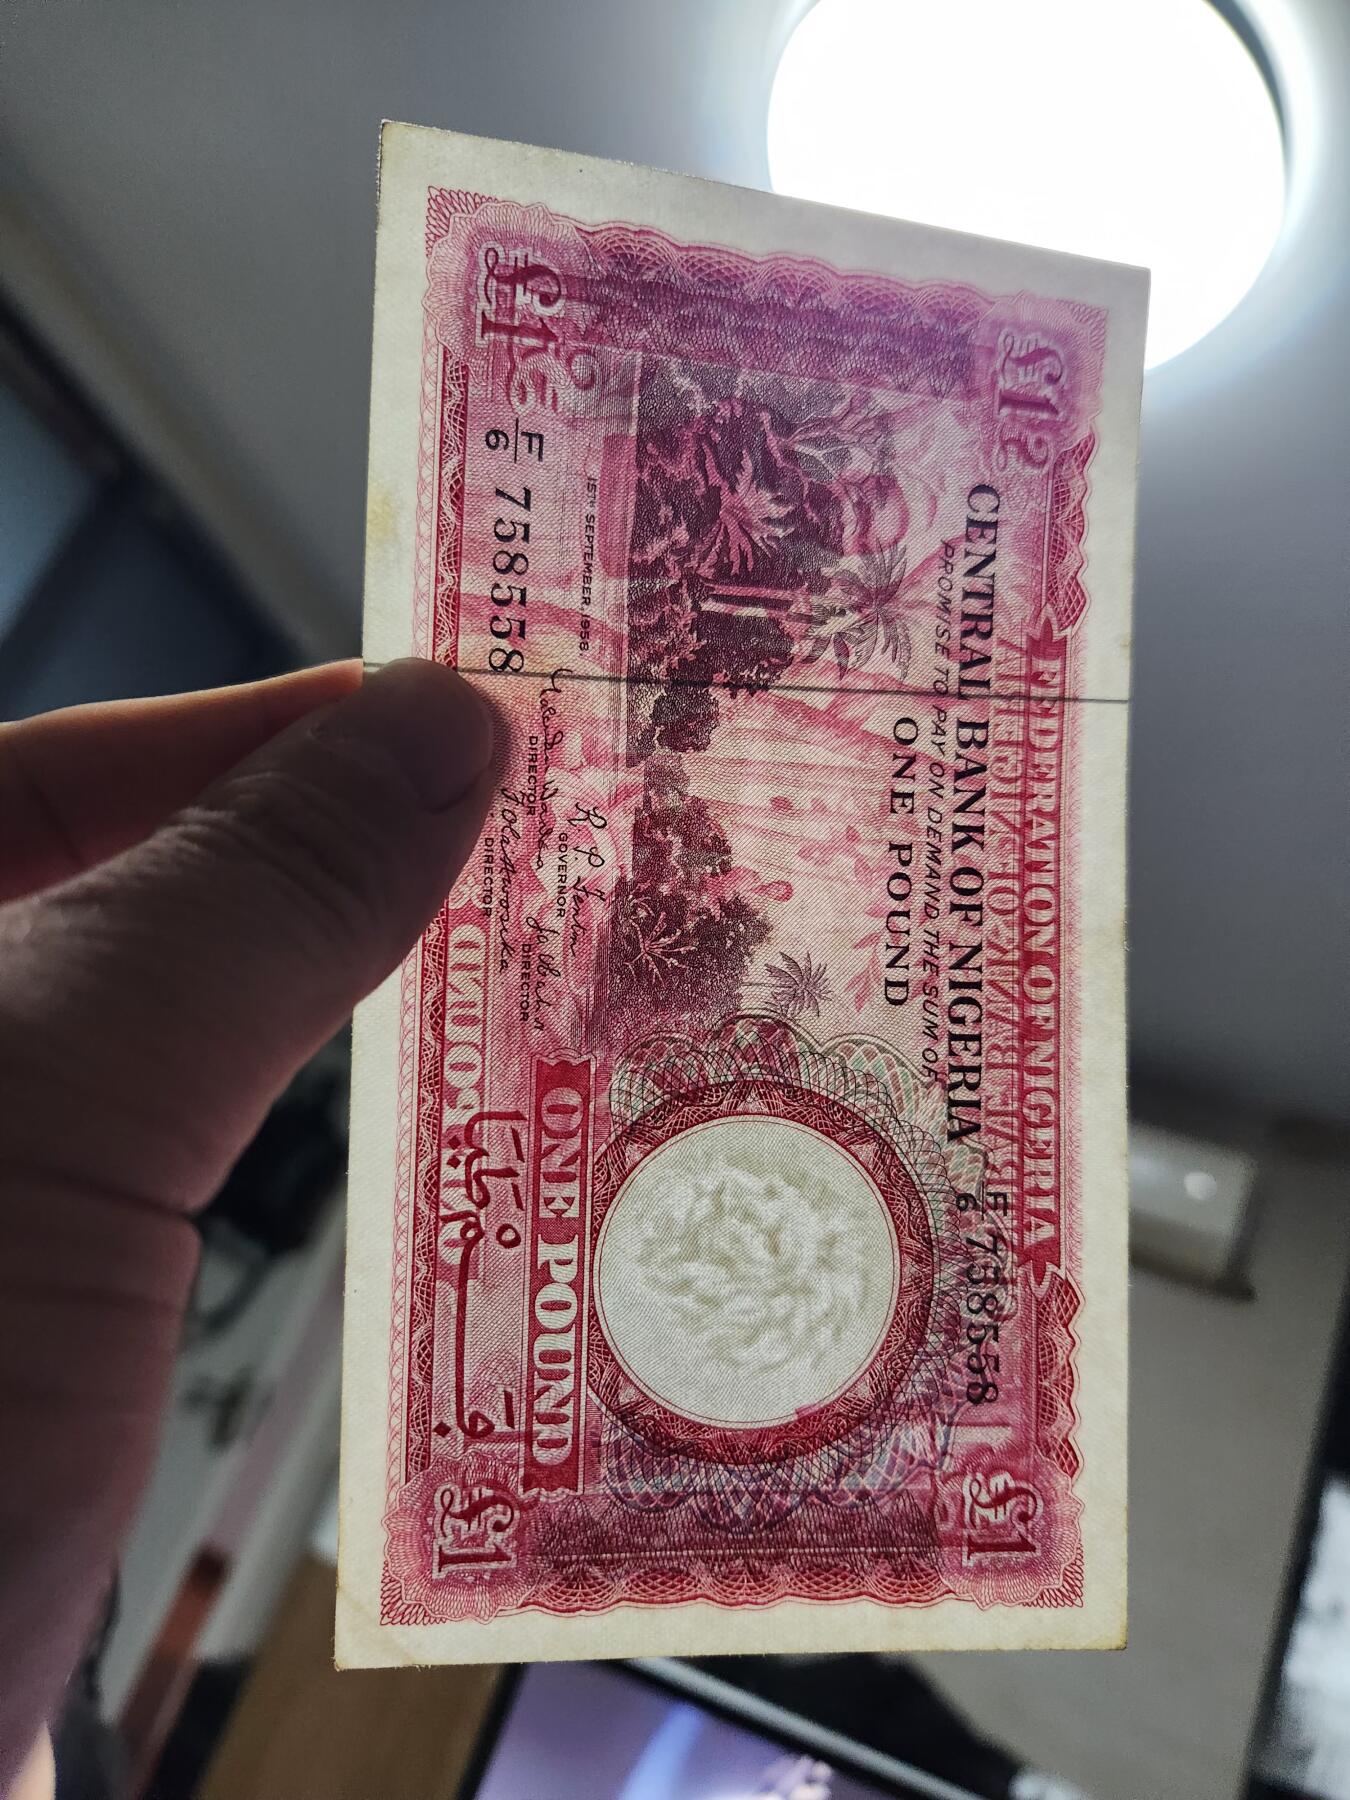 £1
£1
FEDERATION OF NIGERIA
CENTRAL BANK OF NIGERIA
PROMISE TO PAY ON DEMAND THE SUM OF
ONE POUND
F/6 758558
15TH SEPTEMBER, 1958.
GOVERNOR
DIRECTOR
DIRECTOR
DIRECTOR
F/6 758558
ONE POUND
£1
£1